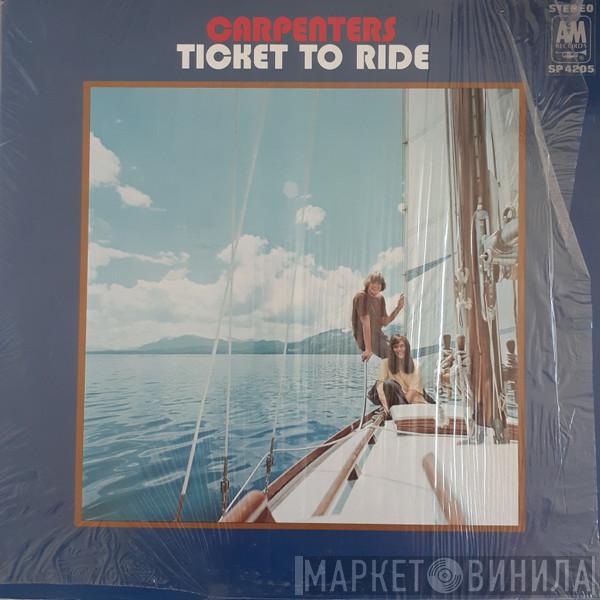 CARPENTERS
TICKET TO RIDE
STEREO
A&M
RECORDS
SP 4205
МАРКЕТ ВИНИЛА